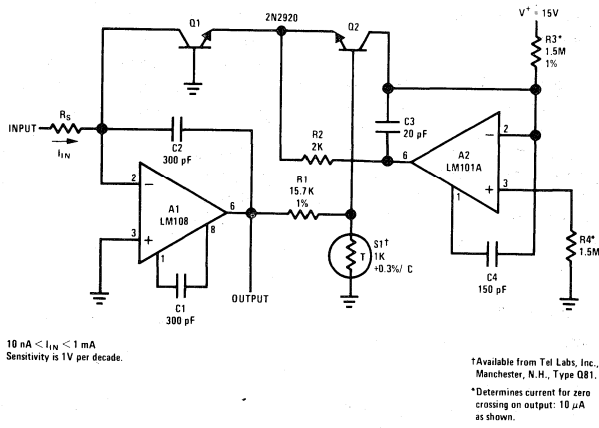 Q1
2N2920
Q2
V+ = 15V
R3*
1.5M
1%
RS
INPUT
IIN
C2
300 pF
C3
20 pF
R2
2K
A2
LM101A
2
3
6
1
R1
15.7K
1%
A1
LM108
2
3
6
8
1
C1
300 pF
OUTPUT
S1†
1K
+0.3%/ C
T
C4
150 pF
R4*
1.5M
10 nA < IIN < 1 mA
Sensitivity is 1V per decade.
†Available from Tel Labs, Inc.,
Manchester, N.H., Type Q81.
*Determines current for zero
crossing on output: 10 μA
as shown.